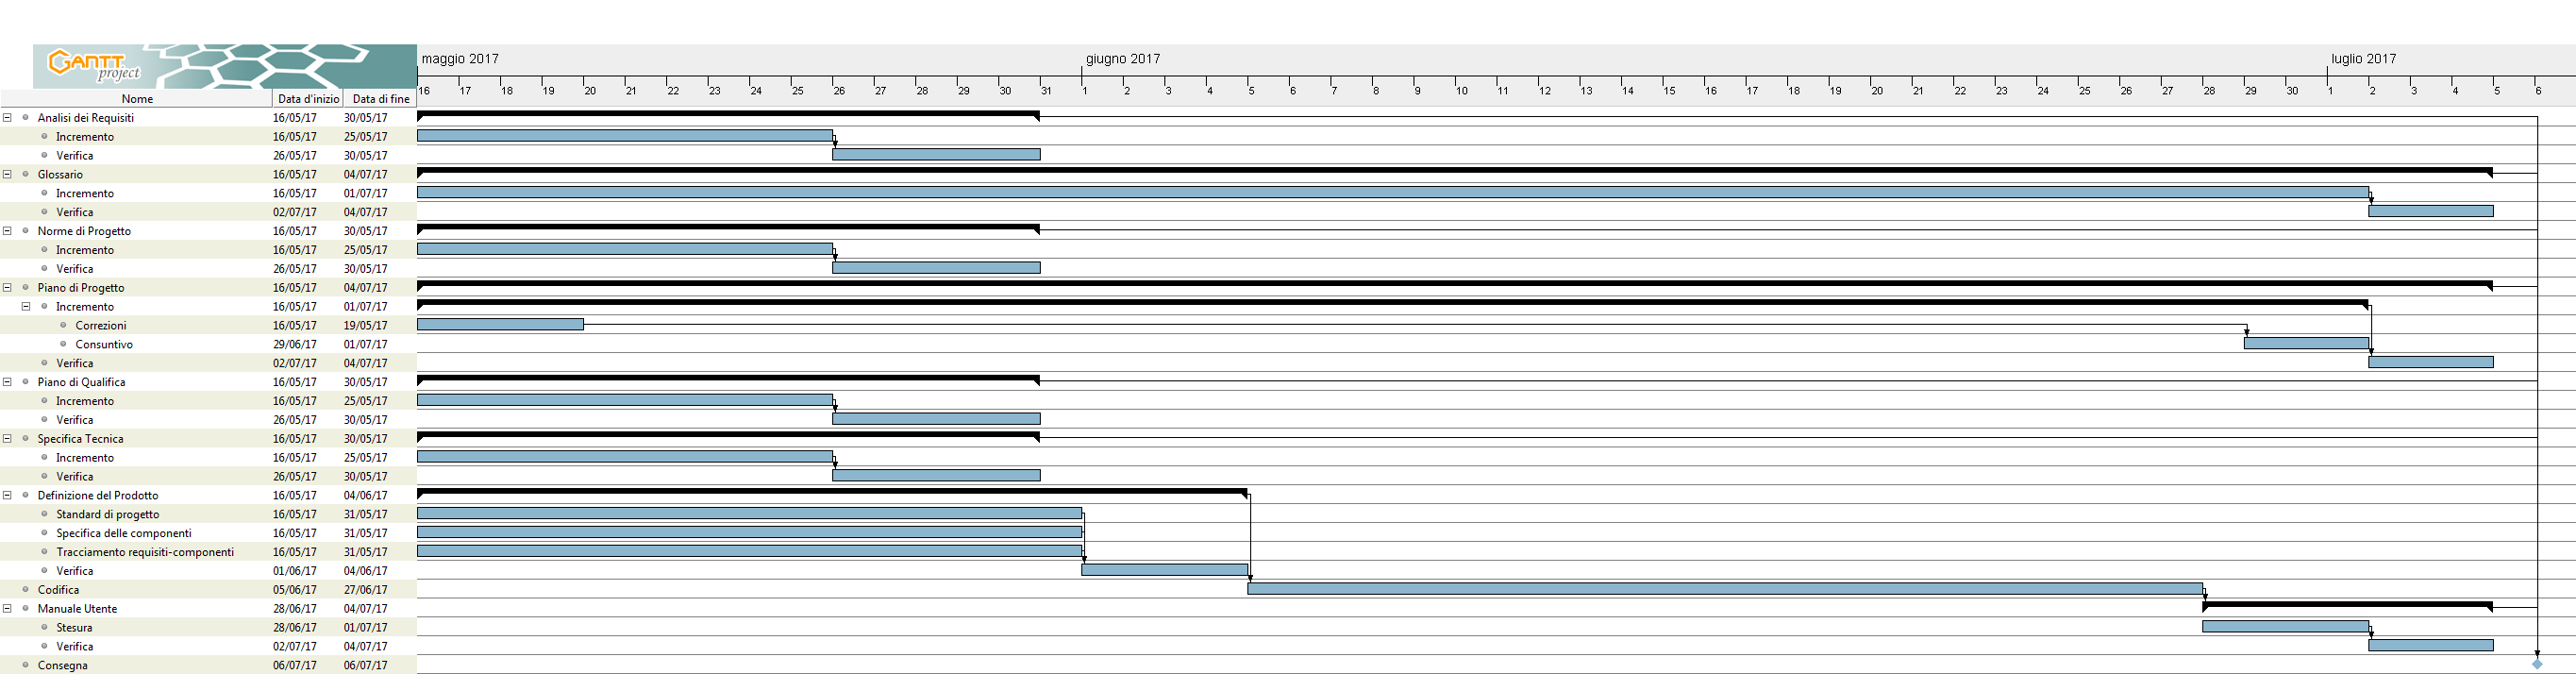 GANTT project
maggio 2017 giugno 2017 luglio 2017
16 17 18 19 20 21 22 23 24 25 26 27 28 29 30 31 1 2 3 4 5 6 7 8 9 10 11 12 13 14 15 16 17 18 19 20 21 22 23 24 25 26 27 28 29 30 1 2 3 4 5 6
Nome Data d'inizio Data di fine
Analisi dei Requisiti 16/05/17 30/05/17
Incremento 16/05/17 25/05/17
Verifica 26/05/17 30/05/17
Glossario 16/05/17 04/07/17
Incremento 16/05/17 01/07/17
Verifica 02/07/17 04/07/17
Norme di Progetto 16/05/17 30/05/17
Incremento 16/05/17 25/05/17
Verifica 26/05/17 30/05/17
Piano di Progetto 16/05/17 04/07/17
Incremento 16/05/17 01/07/17
Correzioni 16/05/17 19/05/17
Consuntivo 29/06/17 01/07/17
Verifica 02/07/17 04/07/17
Piano di Qualifica 16/05/17 30/05/17
Incremento 16/05/17 25/05/17
Verifica 26/05/17 30/05/17
Specifica Tecnica 16/05/17 30/05/17
Incremento 16/05/17 25/05/17
Verifica 26/05/17 30/05/17
Definizione del Prodotto 16/05/17 04/06/17
Standard di progetto 16/05/17 31/05/17
Specifica delle componenti 16/05/17 31/05/17
Tracciamento requisiti-componenti 16/05/17 31/05/17
Verifica 01/06/17 04/06/17
Codifica 05/06/17 27/06/17
Manuale Utente 28/06/17 04/07/17
Stesura 28/06/17 01/07/17
Verifica 02/07/17 04/07/17
Consegna 06/07/17 06/07/17